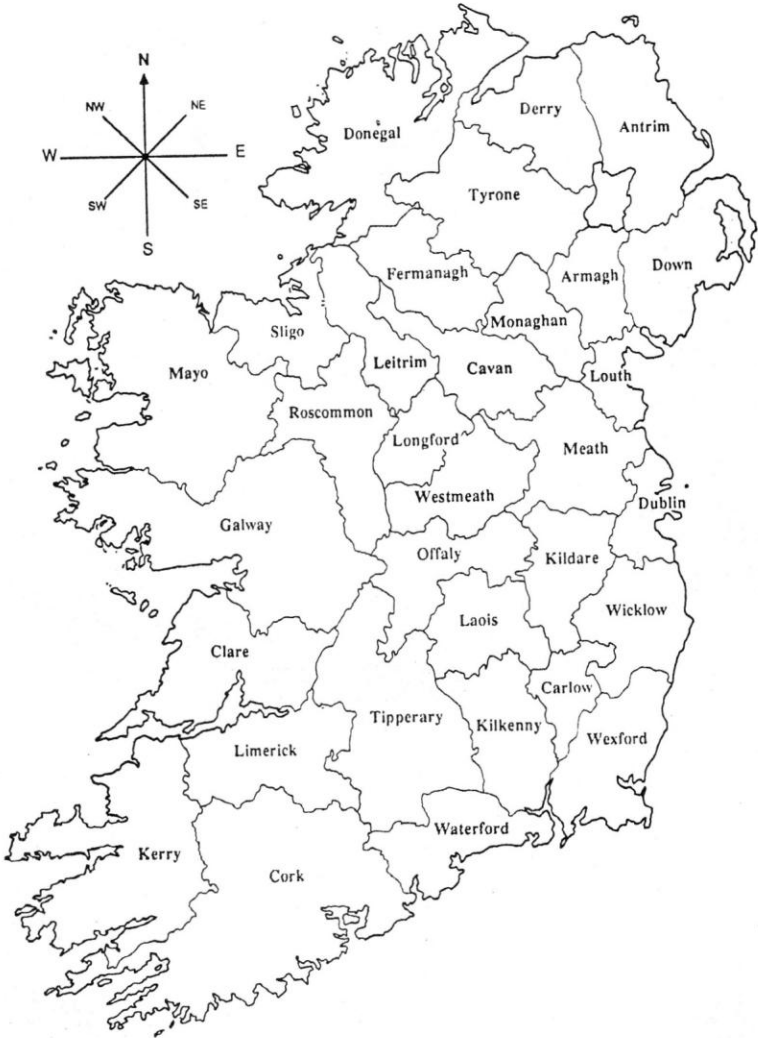 N
NW
NE
W
E
SW
SE
S
Donegal
Derry
Antrim
Tyrone
Fermanagh
Armagh
Down
Monaghan
Sligo
Leitrim
Cavan
Louth
Mayo
Roscommon
Longford
Meath
Westmeath
Dublin
Galway
Offaly
Kildare
Laois
Wicklow
Clare
Carlow
Tipperary
Kilkenny
Wexford
Limerick
Waterford
Kerry
Cork